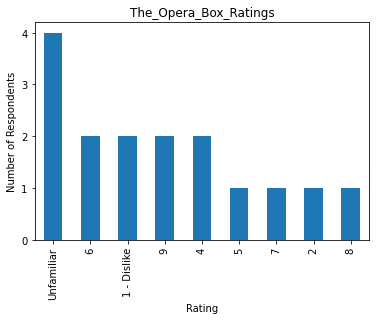 The_Opera_Box_Ratings
Number of Respondents
4
3
2
1
0
Unfamiliar
6
1 - Dislike
9
4
5
7
2
8
Rating